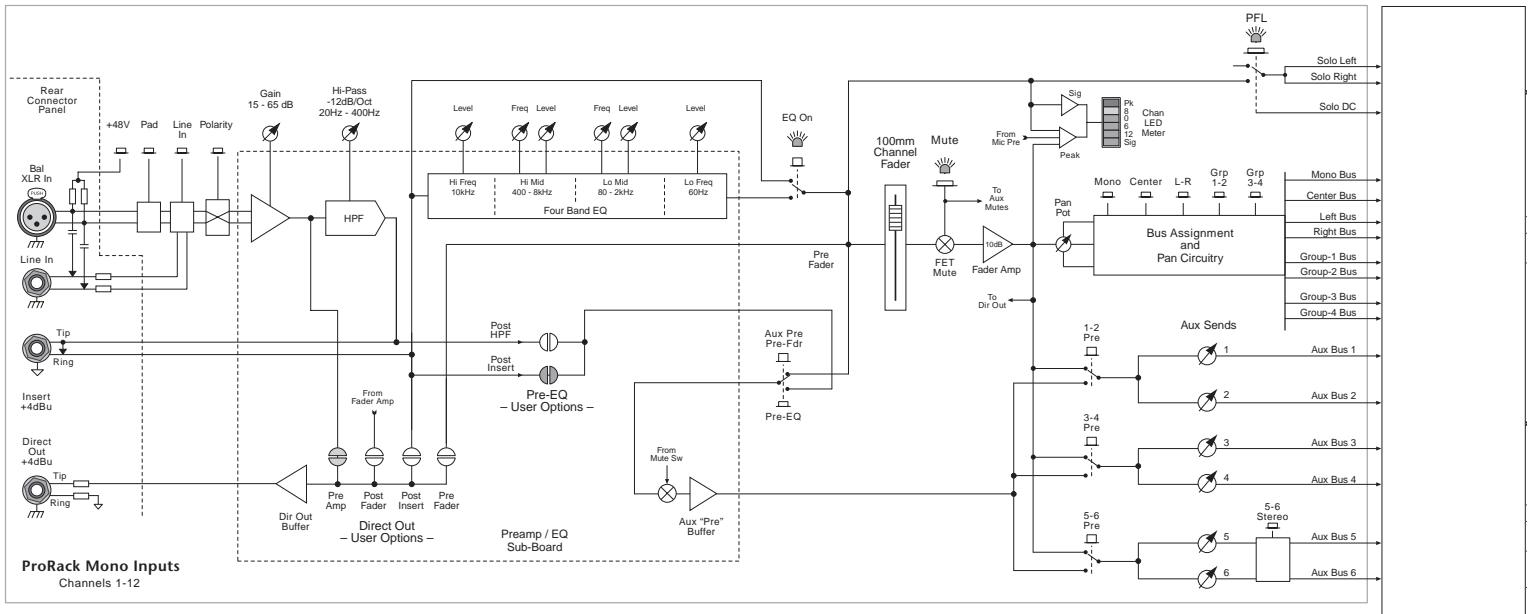 PFL
Solo Left
Solo Right
Solo DC
Rear
Connector
Panel
+48V
Pad
Line
In
Polarity
Gain
15 - 65 dB
Hi-Pass
-12dB/Oct
20Hz - 400Hz
Level
Freq
Level
Freq
Level
Level
EQ On
100mm
Channel
Fader
Mute
Sig
From
Mic Pre
Peak
Pk
8
0
6
12
Sig
Chan
LED
Meter
Bal
XLR In
PUSH
HPF
Hi Freq
10kHz
Hi Mid
400 - 8kHz
Lo Mid
80 - 2kHz
Lo Freq
60Hz
Four Band EQ
To
Aux
Mutes
Mono
Center
L-R
Grp
1-2
Grp
3-4
Pan
Pot
Bus Assignment
and
Pan Circuitry
Mono Bus
Center Bus
Left Bus
Right Bus
Group-1 Bus
Group-2 Bus
Group-3 Bus
Group-4 Bus
Line In
Pre
Fader
FET
Mute
10dB
Fader Amp
To
Dir Out
Tip
Ring
Insert
+4dBu
Post
HPF
Post
Insert
Pre-EQ
– User Options –
Aux Pre
Pre-Fdr
Pre-EQ
Aux Sends
1-2
Pre
1
Aux Bus 1
2
Aux Bus 2
3-4
Pre
3
Aux Bus 3
4
Aux Bus 4
5-6
Pre
5-6
Stereo
5
Aux Bus 5
6
Aux Bus 6
Direct
Out
+4dBu
Tip
Ring
From
Fader Amp
Dir Out
Buffer
Pre
Amp
Post
Fader
Post
Insert
Pre
Fader
Direct Out
– User Options –
From
Mute Sw
Aux “Pre”
Buffer
Preamp / EQ
Sub-Board
ProRack Mono Inputs
Channels 1-12